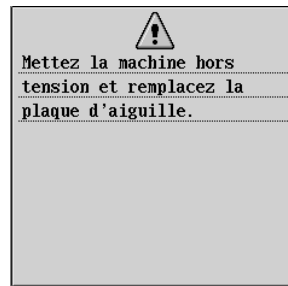 Mettez la machine hors
tension et remplacez la
plaque d'aiguille.